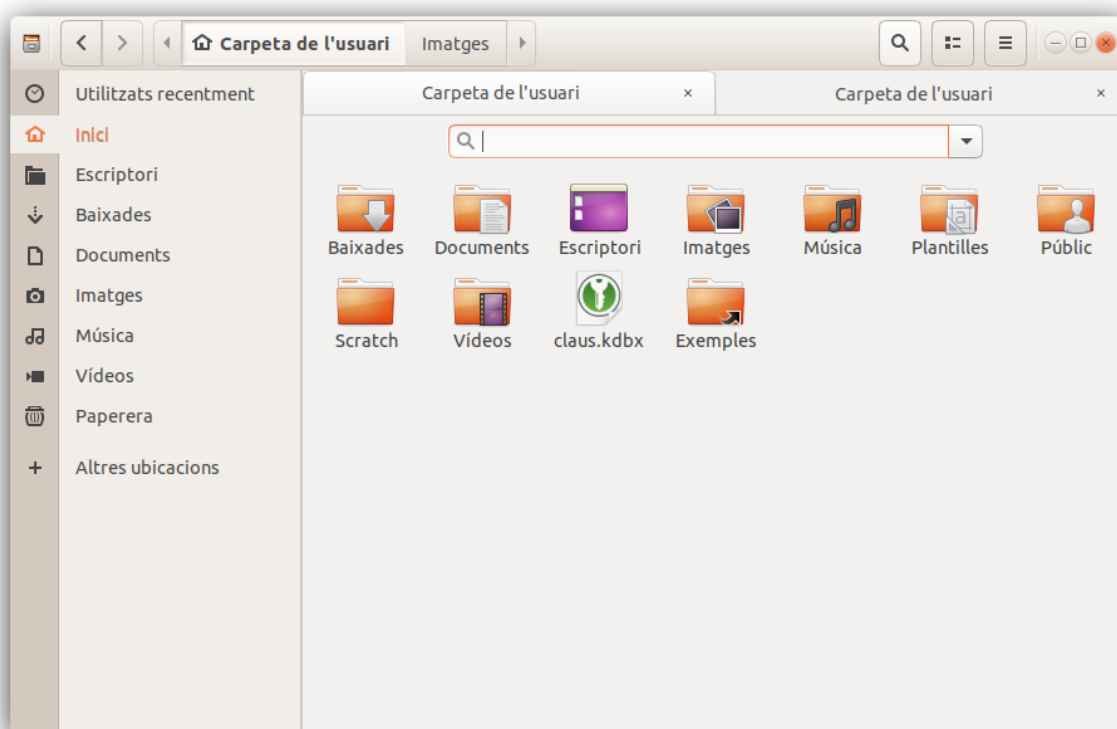 Carpeta de l'usuari Imatges
Utilitzats recentment
Inici
Escriptori
Baixades
Documents
Imatges
Música
Vídeos
Paperera
Altres ubicacions
Carpeta de l'usuari Carpeta de l'usuari
Baixades Documents Escriptori Imatges Música Plantilles Públic
Scratch Vídeos claus.kdbx Exemples